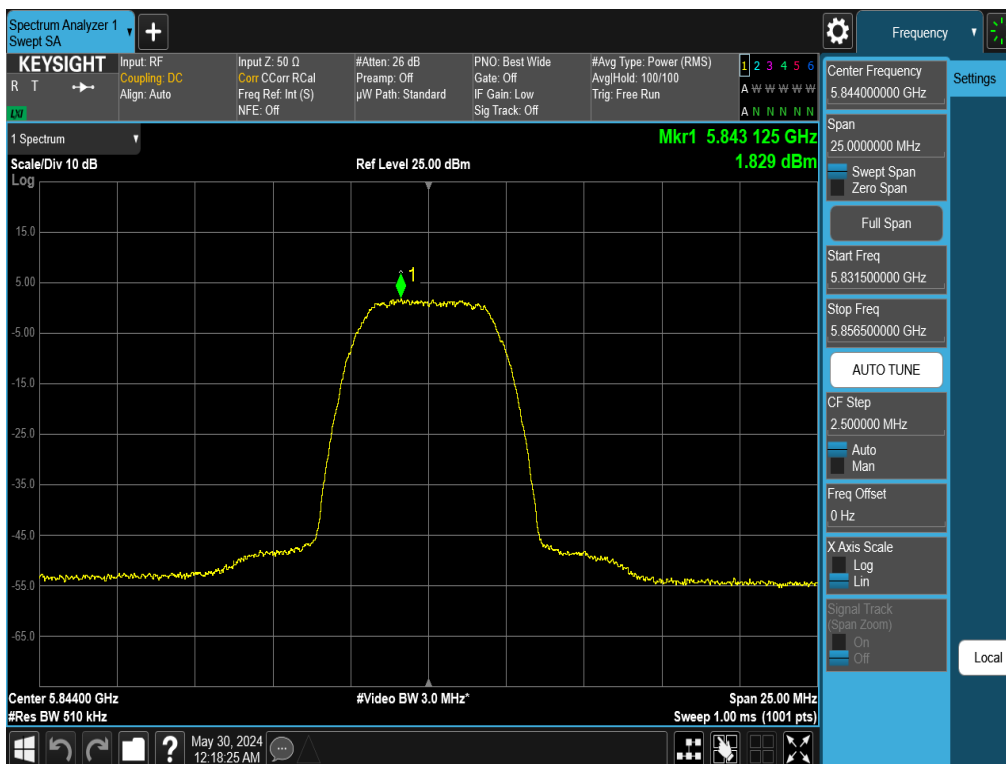 Spectrum Analyzer 1
Swept SA
Frequency
KEYSIGHT
R T
LXI
Input: RF
Coupling: DC
Align: Auto
Input Z: 50 Ω
Corr CCorr RCal
Freq Ref: Int (S)
NFE: Off
#Atten: 26 dB
Preamp: Off
µW Path: Standard
PNO: Best Wide
Gate: Off
IF Gain: Low
Sig Track: Off
#Avg Type: Power (RMS)
Avg|Hold: 100/100
Trig: Free Run
1 2 3 4 5 6
A W W W W W
A N N N N N
1 Spectrum
Scale/Div 10 dB
Log
Ref Level 25.00 dBm
Mkr1 5.843 125 GHz
1.829 dBm
1
15.0
5.00
-5.00
-15.0
-25.0
-35.0
-45.0
-55.0
-65.0
Center 5.84400 GHz
#Res BW 510 kHz
#Video BW 3.0 MHz*
Span 25.00 MHz
Sweep 1.00 ms (1001 pts)
Center Frequency
5.844000000 GHz
Span
25.0000000 MHz
Swept Span
Zero Span
Full Span
Start Freq
5.831500000 GHz
Stop Freq
5.856500000 GHz
AUTO TUNE
CF Step
2.500000 MHz
Auto
Man
Freq Offset
0 Hz
X Axis Scale
Log
Lin
Signal Track
(Span Zoom)
On
Off
Settings
Local
?
May 30, 2024
12:18:25 AM